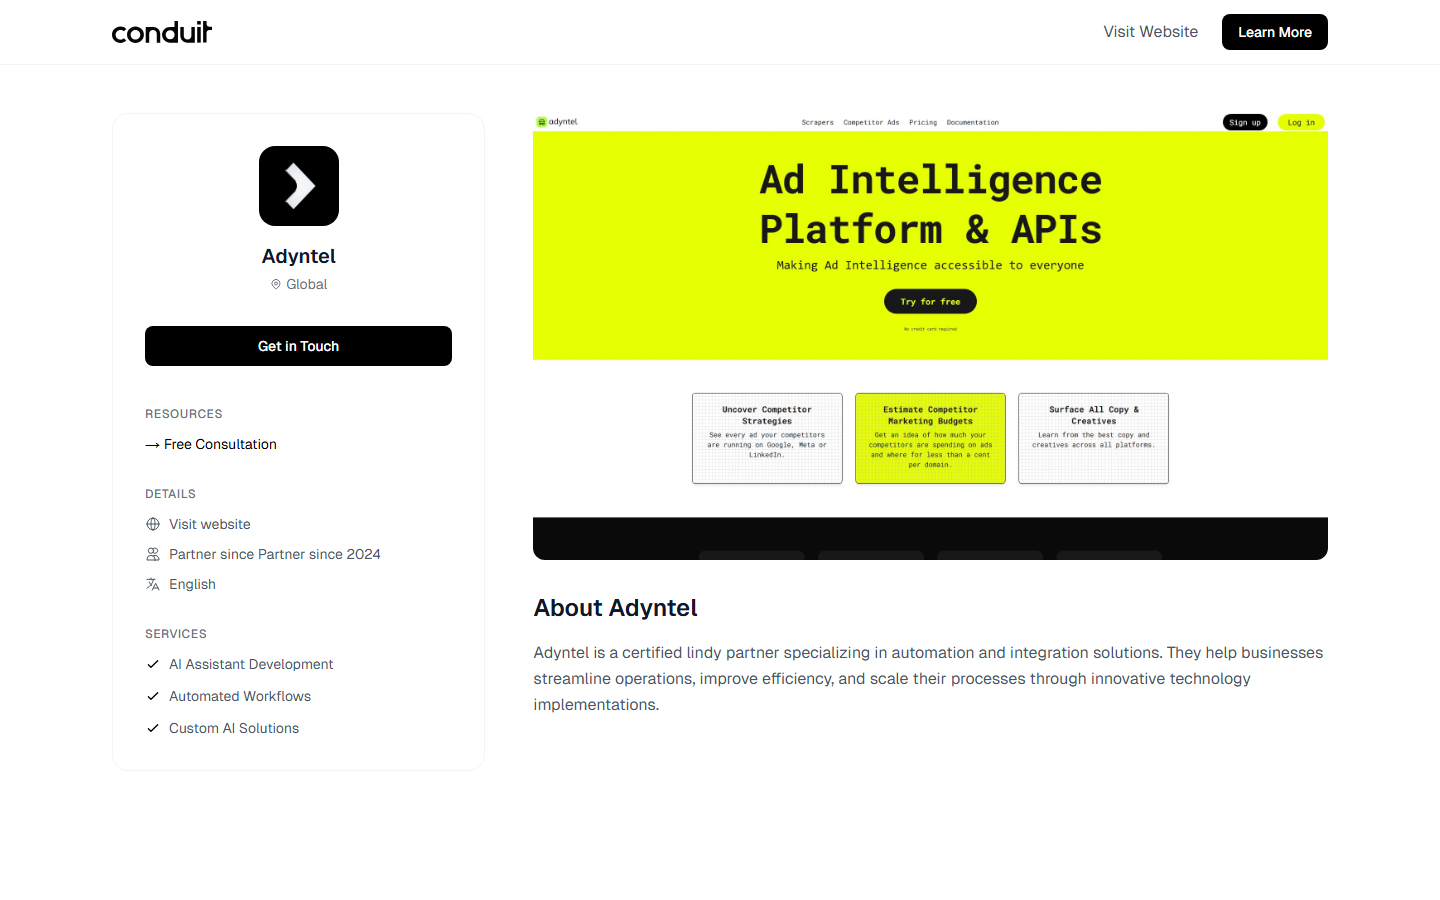 conduit
Visit Website
Learn More
Adyntel
Global
Get in Touch
RESOURCES
→ Free Consultation
DETAILS
Visit website
Partner since Partner since 2024
English
SERVICES
AI Assistant Development
Automated Workflows
Custom AI Solutions
adyntel
Scrapers
Competitor Ads
Pricing
Documentation
Sign up
Log in
Ad Intelligence
Platform & APIs
Making Ad Intelligence accessible to everyone
Try for free
No credit card required
Uncover Competitor
Strategies
See every ad your competitors
are running on Google, Meta or
LinkedIn.
Estimate Competitor
Marketing Budgets
Get an idea of how much your
competitors are spending on ads
and where for less than a cent
per domain.
Surface All Copy &
Creatives
Learn from the best copy and
creatives across all platforms.
About Adyntel
Adyntel is a certified lindy partner specializing in automation and integration solutions. They help businesses
streamline operations, improve efficiency, and scale their processes through innovative technology
implementations.